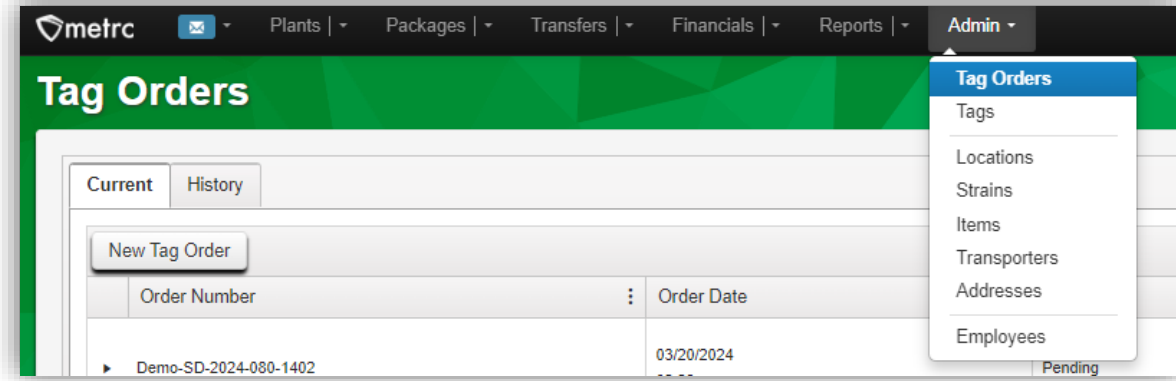 metrc Plants | Packages | Transfers | Financials | Reports | Admin
Tag Orders
Tag Orders
Tags
Locations
Current History
Strains
Items
New Tag Order
Transporters
Order Number Order Date
Addresses
Employees
03/20/2024
Demo-SD-2024-080-1402 Pending